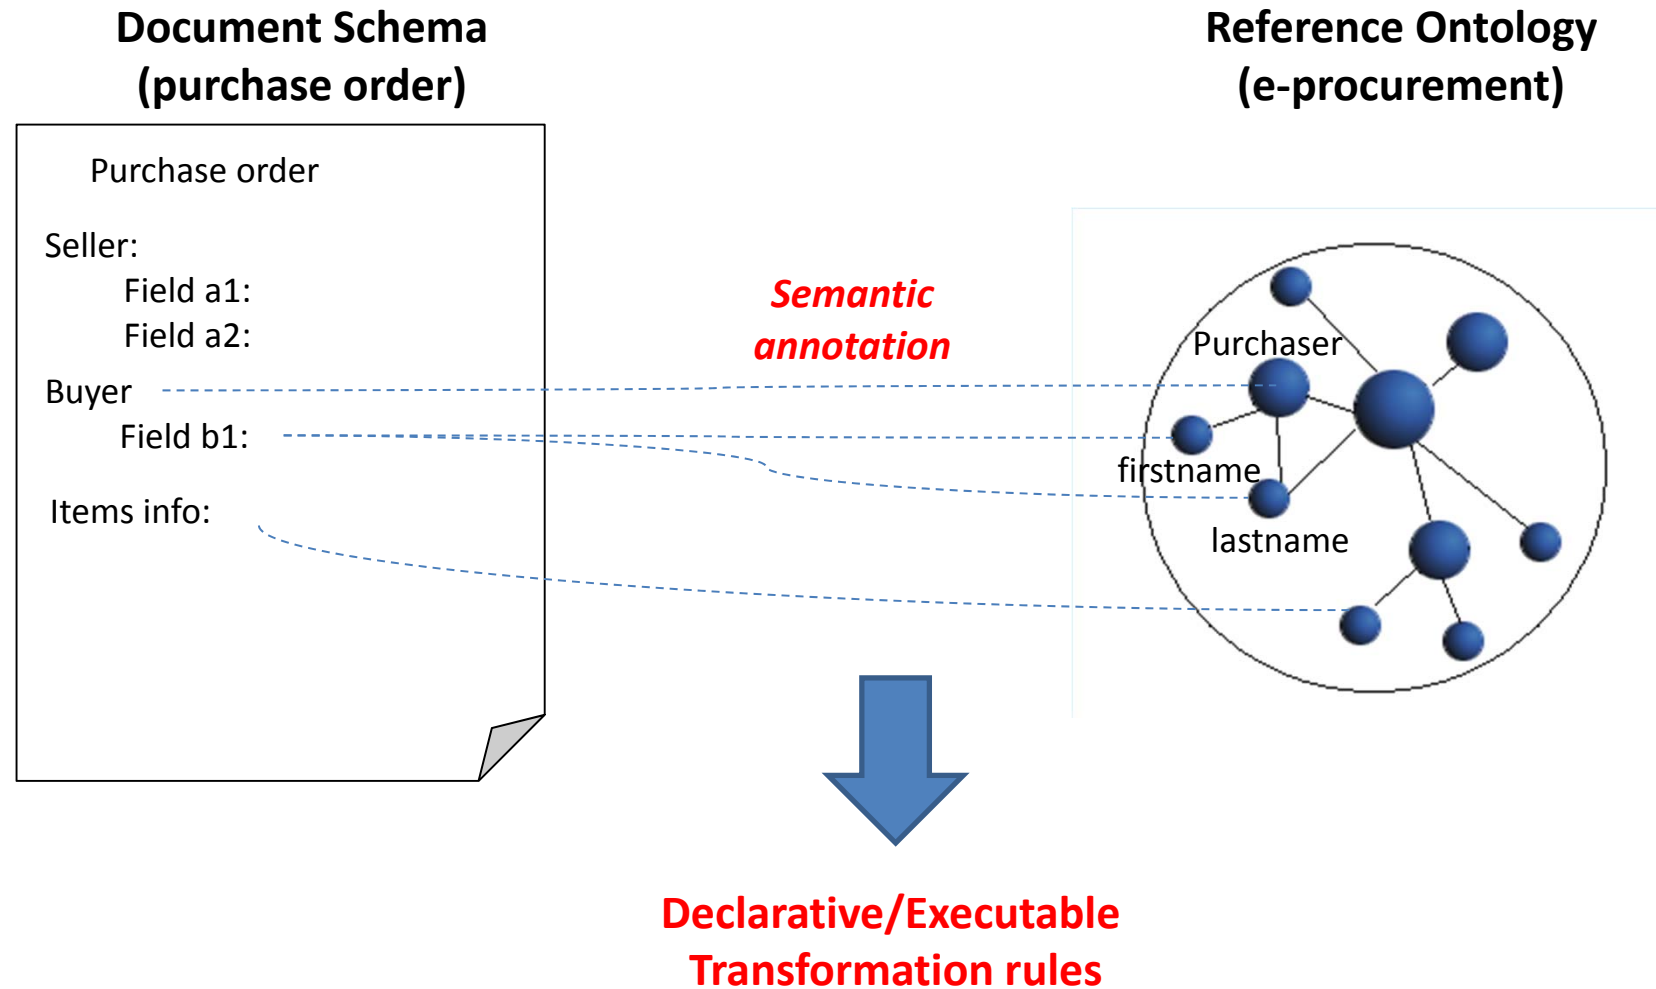 Document Schema
(purchase order)
Reference Ontology
(e-procurement)
Purchase order
Seller:
Field a1:
Field a2:
Buyer
Field b1:
Items info:
Semantic
annotation
Purchaser
firstname
lastname
Declarative/Executable
Transformation rules